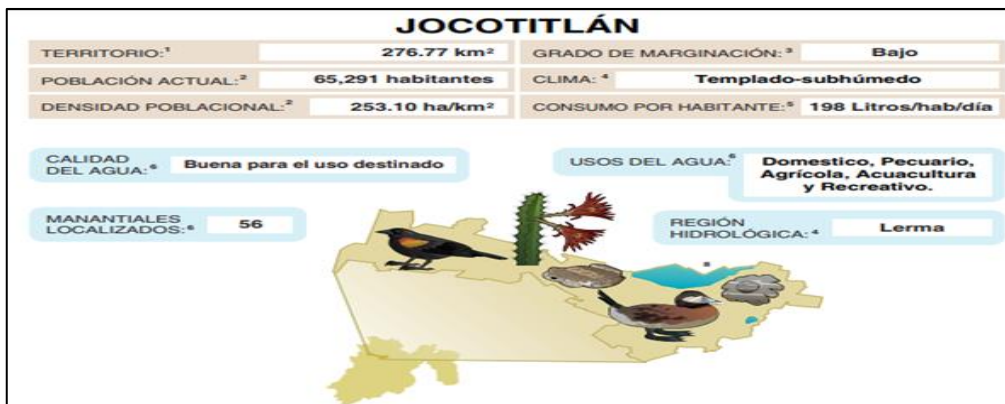 JOCOTITLÁN
TERRITORIO:¹ 276.77 km²
GRADO DE MARGINACIÓN: ³ Bajo
POBLACIÓN ACTUAL:² 65,291 habitantes
CLIMA: ⁴ Templado-subhúmedo
DENSIDAD POBLACIONAL:² 253.10 ha/km²
CONSUMO POR HABITANTE:⁵ 198 Litros/hab/día
CALIDAD
DEL AGUA:⁶ Buena para el uso destinado
USOS DEL AGUA:⁶ Domestico, Pecuario,
Agrícola, Acuacultura
y Recreativo.
MANANTIALES
LOCALIZADOS:⁶ 56
REGIÓN
HIDROLÓGICA: ⁴ Lerma